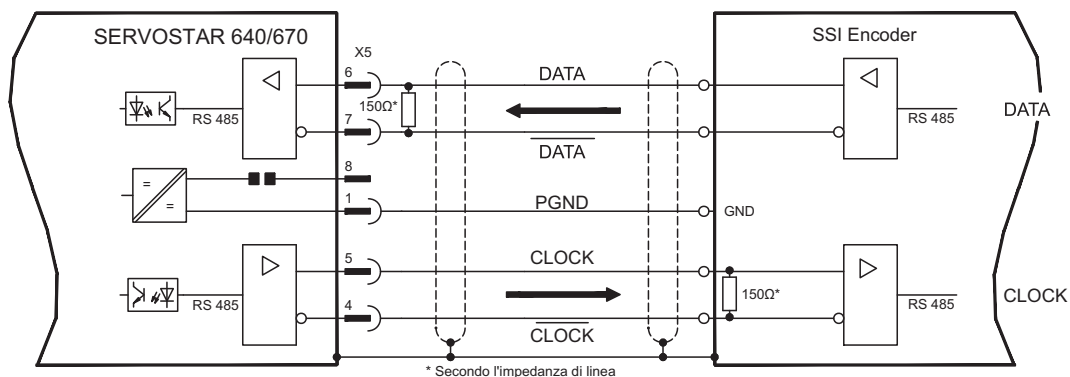 SERVOSTAR 640/670
SSI Encoder
X5
6
DATA
150Ω*
RS 485
RS 485
DATA
7
DATA
8
=
=
1
PGND
GND
5
CLOCK
RS 485
150Ω*
RS 485
CLOCK
4
CLOCK
* Secondo l'impedanza di linea